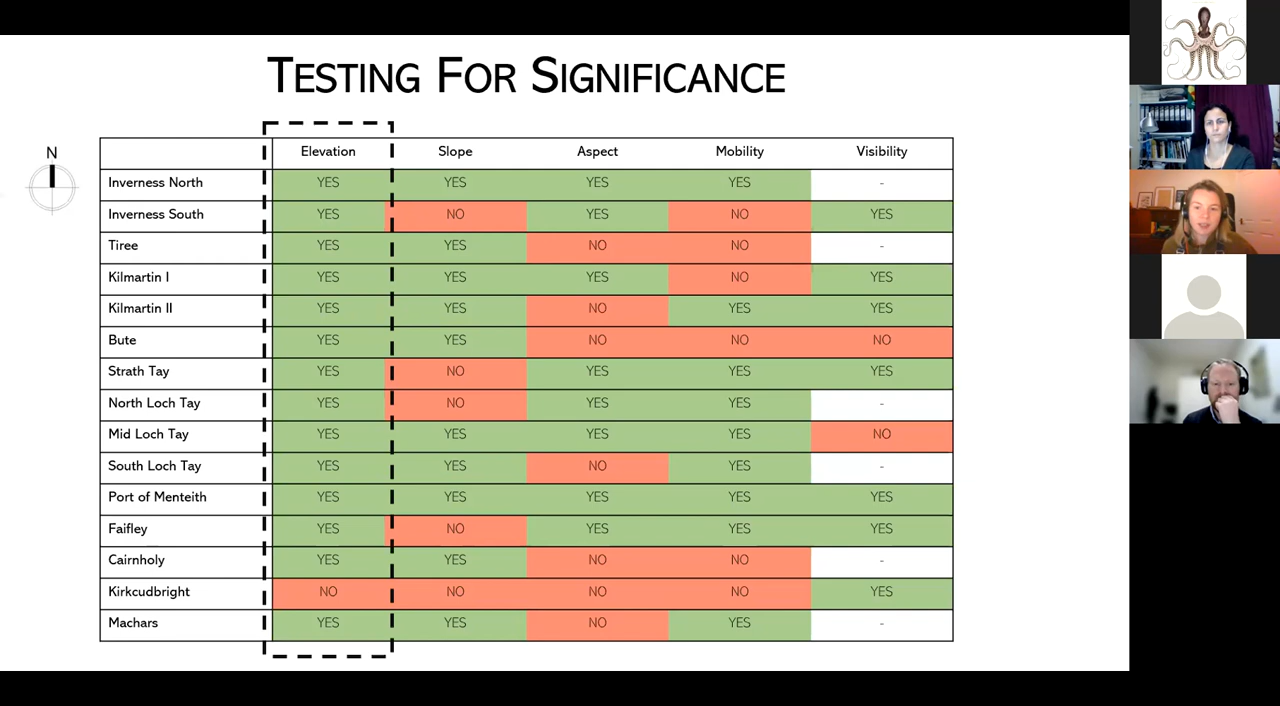 TESTING FOR SIGNIFICANCE
N
Elevation Slope Aspect Mobility Visibility
Inverness North YES YES YES YES -
Inverness South YES NO YES NO YES
Tiree YES YES NO NO -
Kilmartin I YES YES YES NO YES
Kilmartin II YES YES NO YES YES
Bute YES YES NO NO NO
Strath Tay YES NO YES YES YES
North Loch Tay YES NO YES YES -
Mid Loch Tay YES YES YES YES NO
South Loch Tay YES YES NO YES -
Port of Menteith YES YES YES YES YES
Faifley YES NO YES YES YES
Cairnholy YES YES NO NO -
Kirkcudbright NO NO NO NO YES
Machars YES YES NO YES -